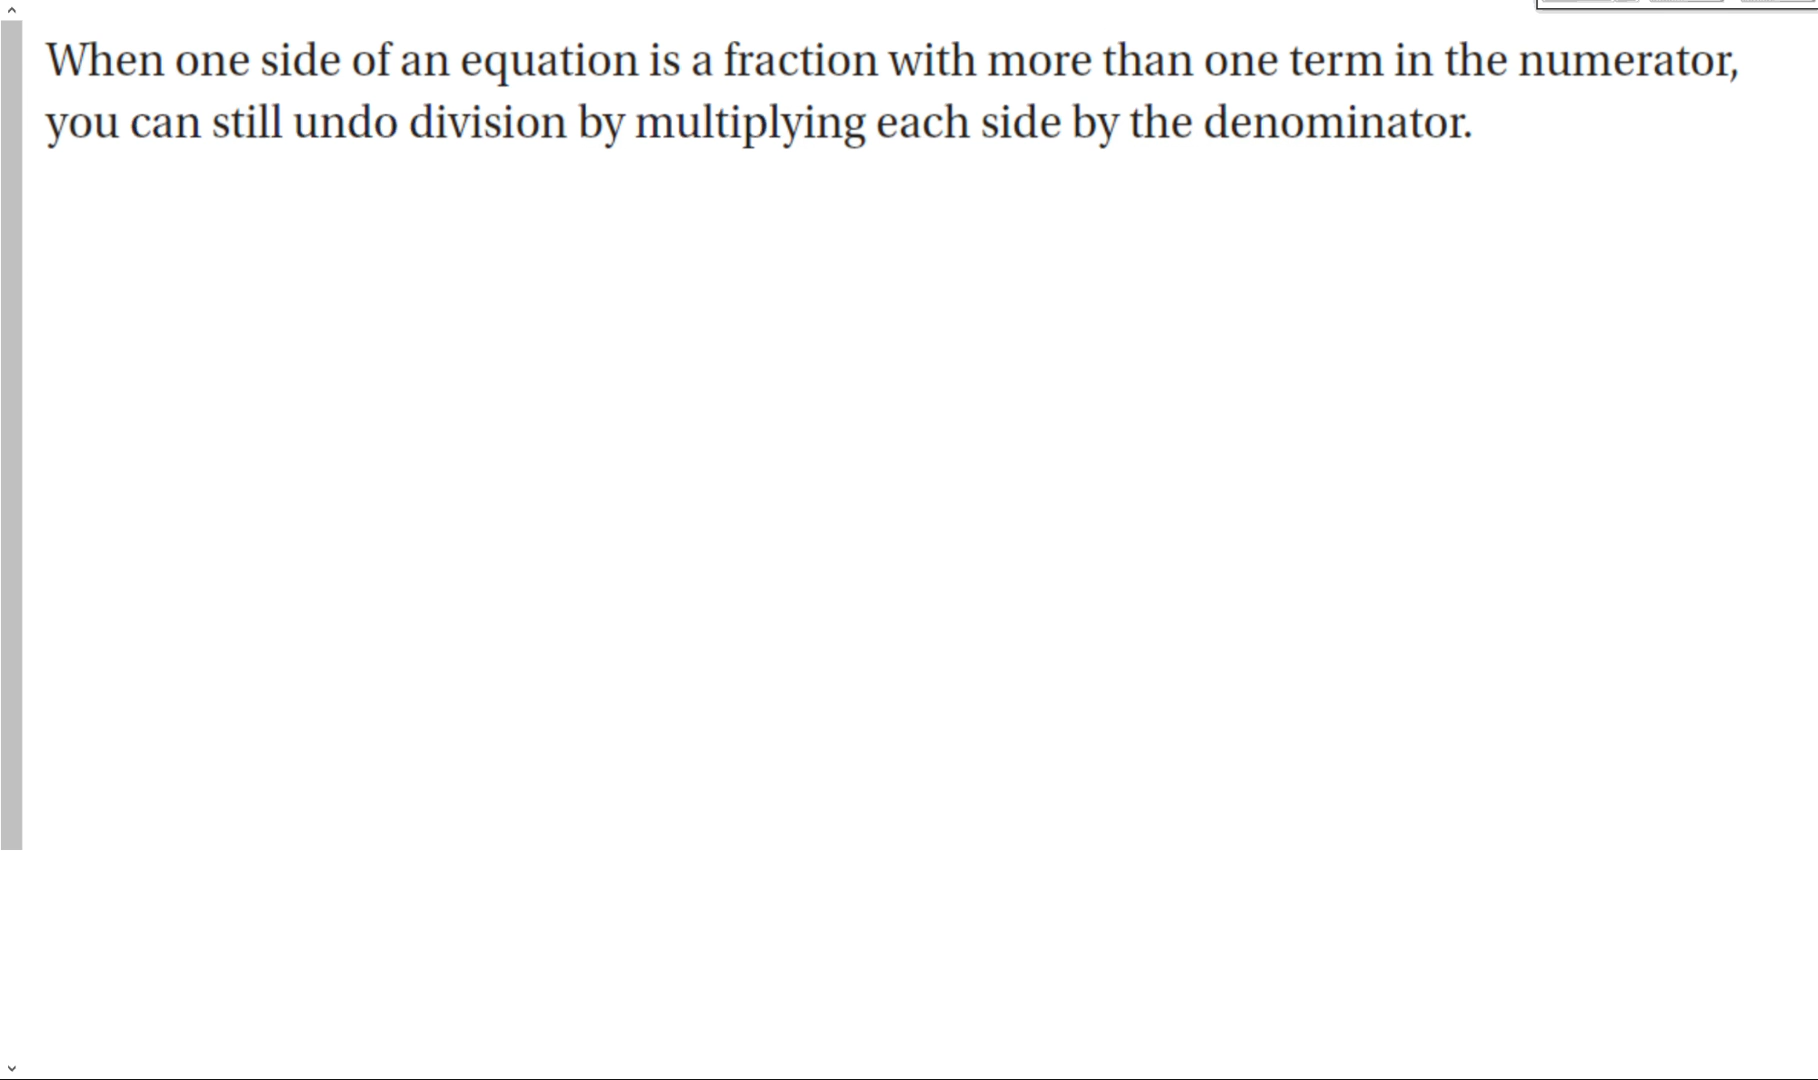 When one side of an equation is a fraction with more than one term in the numerator,
you can still undo division by multiplying each side by the denominator.